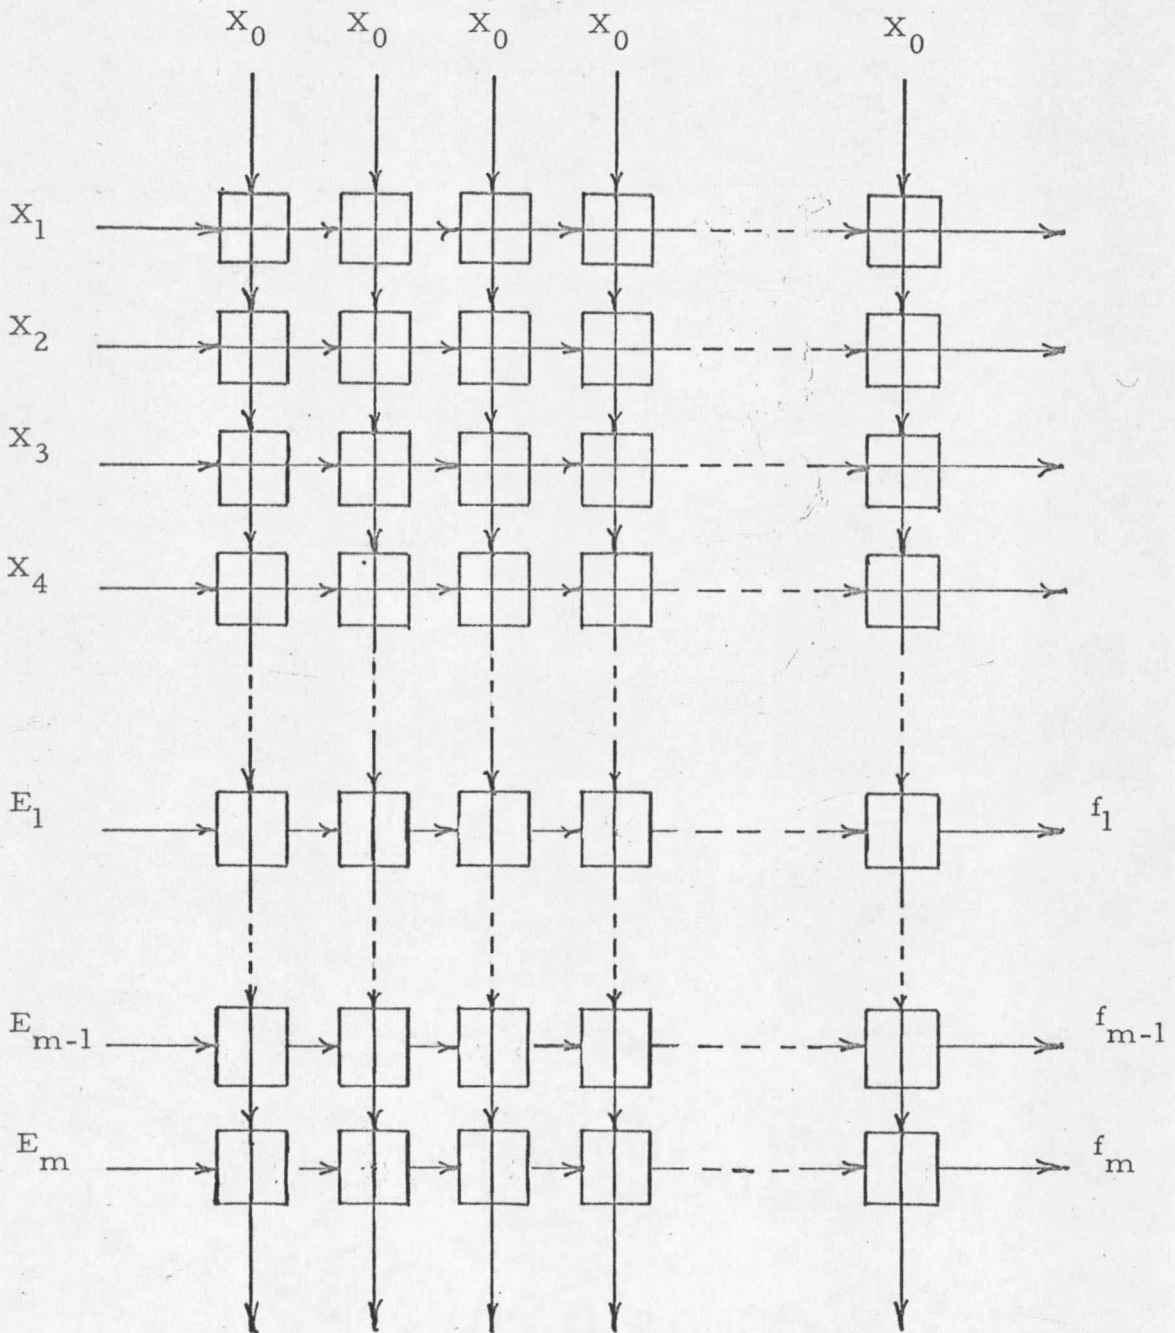 X₀ X₀ X₀ X₀ X₀
X₁
X₂
X₃
X₄
E₁ f₁
Eₘ₋₁ fₘ₋₁
Eₘ fₘ